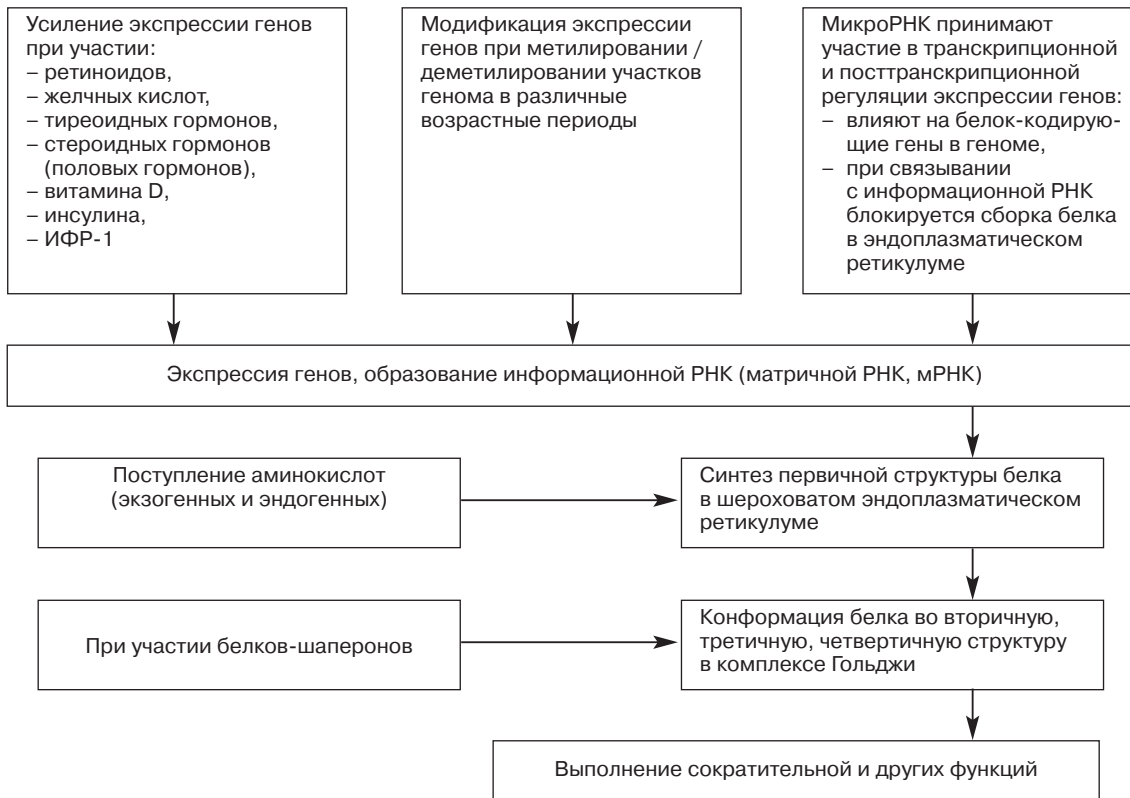 Усиление экспрессии генов
при участии:
– ретиноидов,
– желчных кислот,
– тиреоидных гормонов,
– стероидных гормонов
(половых гормонов),
– витамина D,
– инсулина,
– ИФР-1
Модификация экспрессии
генов при метилировании /
деметилировании участков
генома в различные
возрастные периоды
МикроРНК принимают
участие в транскрипционной
и посттранскрипционной
регуляции экспрессии генов:
– влияют на белок-кодирую-
щие гены в геноме,
– при связывании
с информационной РНК
блокируется сборка белка
в эндоплазматическом
ретикулуме
Экспрессия генов, образование информационной РНК (матричной РНК, мРНК)
Поступление аминокислот
(экзогенных и эндогенных)
Синтез первичной структуры белка
в шероховатом эндоплазматическом
ретикулуме
При участии белков-шаперонов
Конформация белка во вторичную,
третичную, четвертичную структуру
в комплексе Гольджи
Выполнение сократительной и других функций